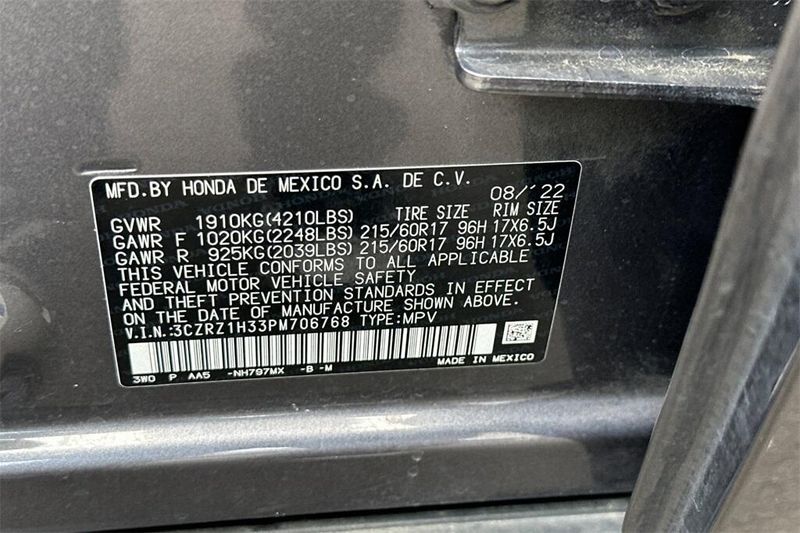 MFD.BY HONDA DE MEXICO S.A. DE C.V. 08/'22
TIRE SIZE RIM SIZE
GVWR 1910KG(4210LBS)
GAWR F 1020KG(2248LBS) 215/60R17 96H 17X6.5J
GAWR R 925KG(2039LBS) 215/60R17 96H 17X6.5J
THIS VEHICLE CONFORMS TO ALL APPLICABLE
FEDERAL MOTOR VEHICLE SAFETY
AND THEFT PREVENTION STANDARDS IN EFFECT
ON THE DATE OF MANUFACTURE SHOWN ABOVE.
V.I.N.:3CZRZ1H33PM706768 TYPE:MPV
MADE IN MEXICO
3W0 P AA5 -NH797MX -B -M